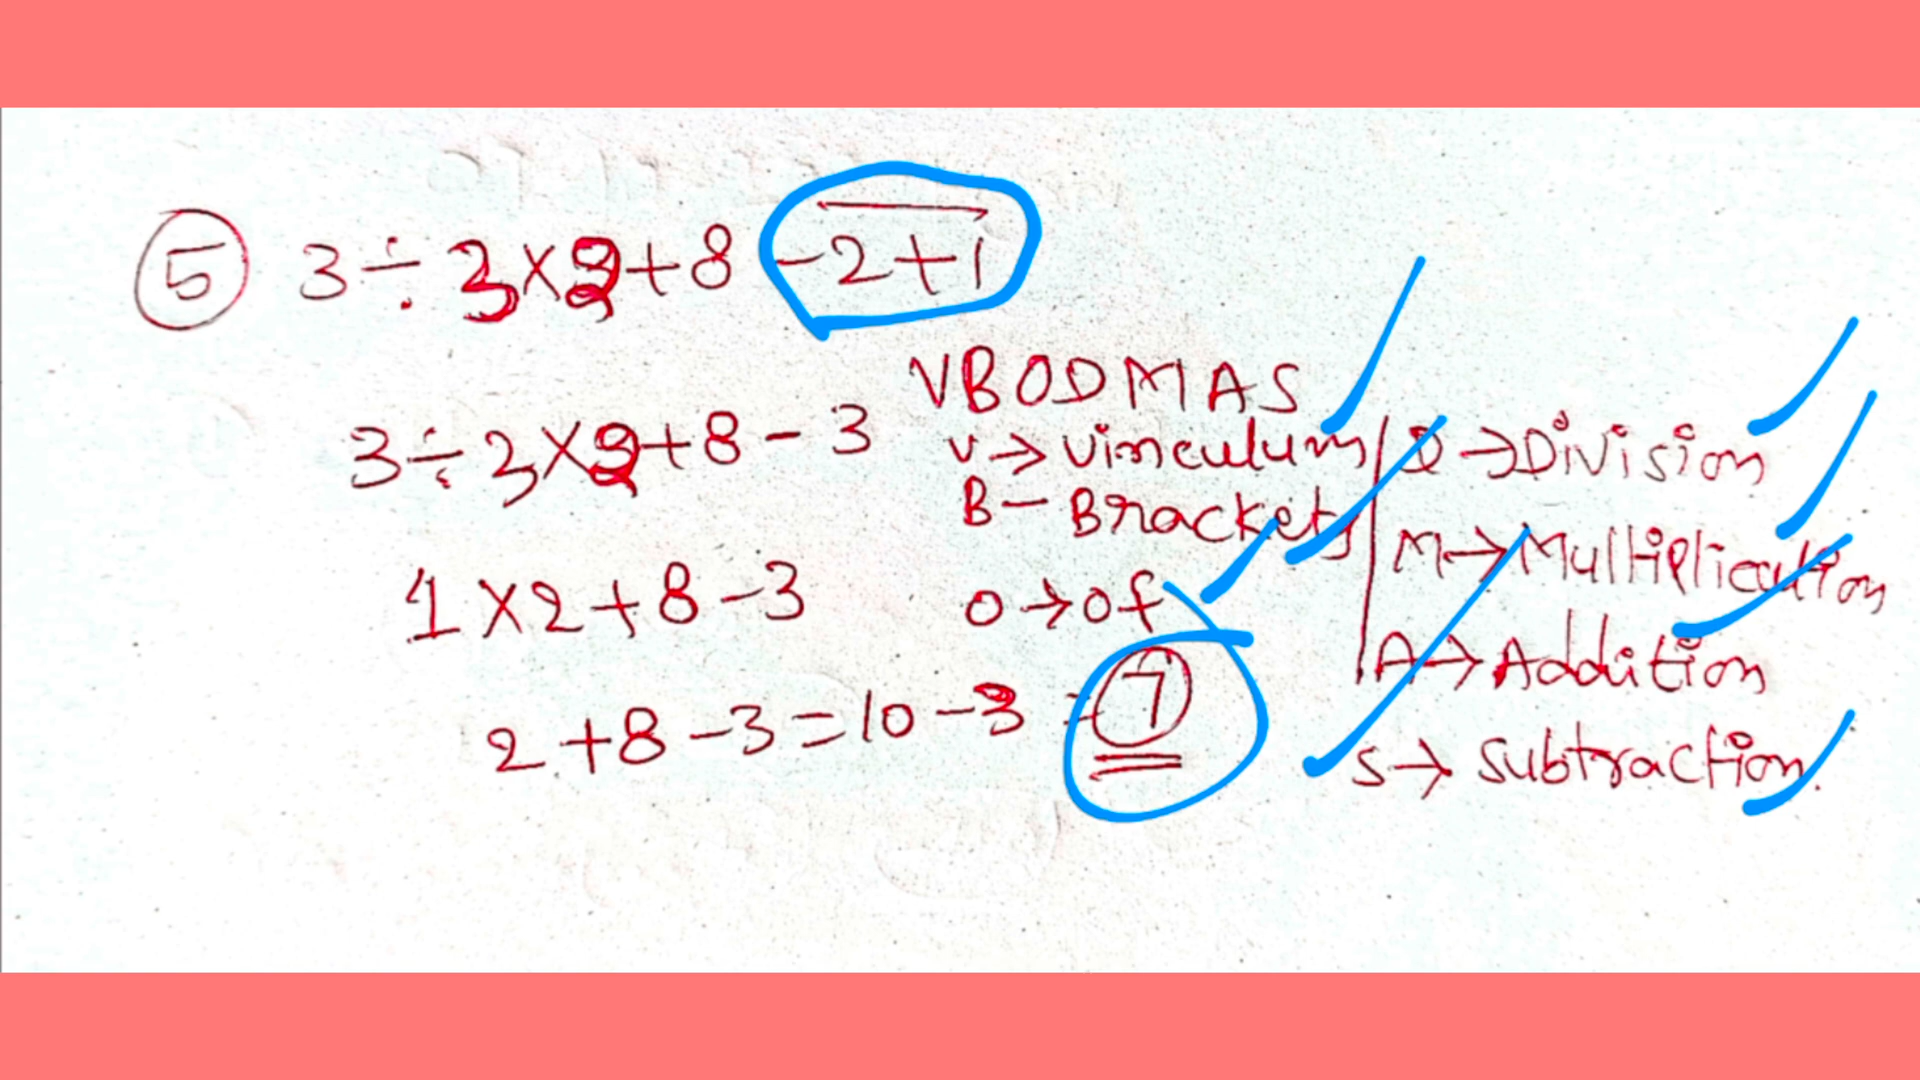 ⑤ 3 ÷ 3 × 2 + 8 - 2 + 1
VBODMAS
3 ÷ 3 × 2 + 8 - 3
V → Vinculum
B - Brackets
1 × 2 + 8 - 3
O → of
2 + 8 - 3 = 10 - 3 = 7
D → Division
M → Multiplication
A → Addition
S → Subtraction